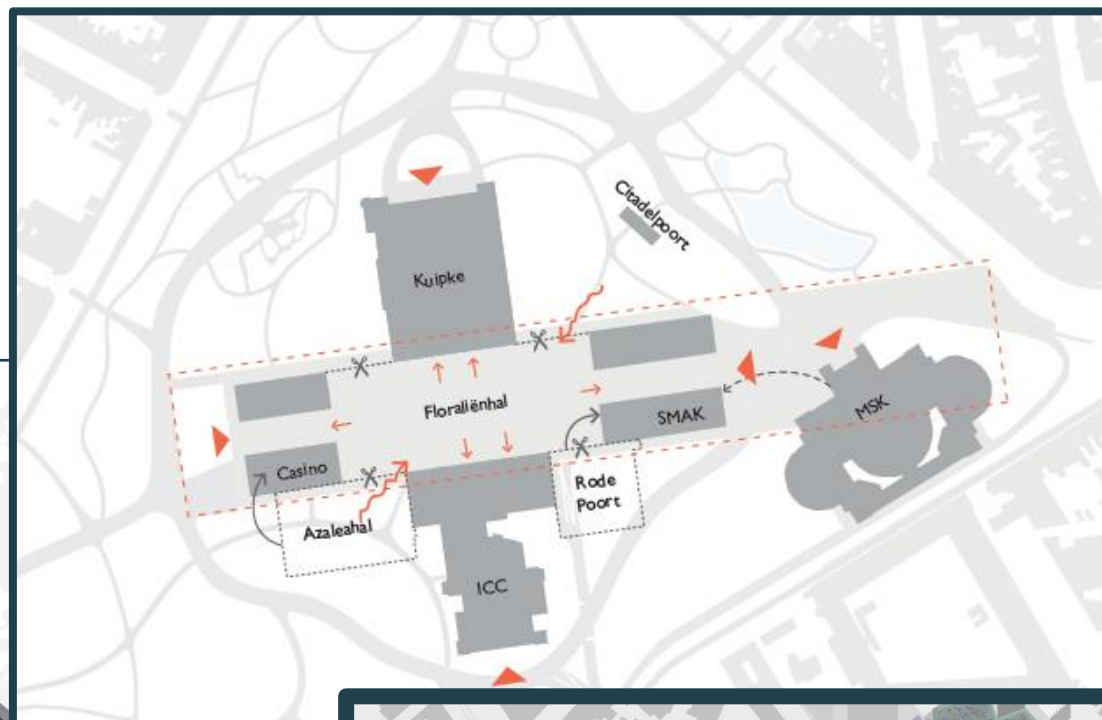 Citadelpoort
Kuipke
Floraliënhal
SMAK
MSK
Casino
Rode
Poort
Azaleahal
ICC